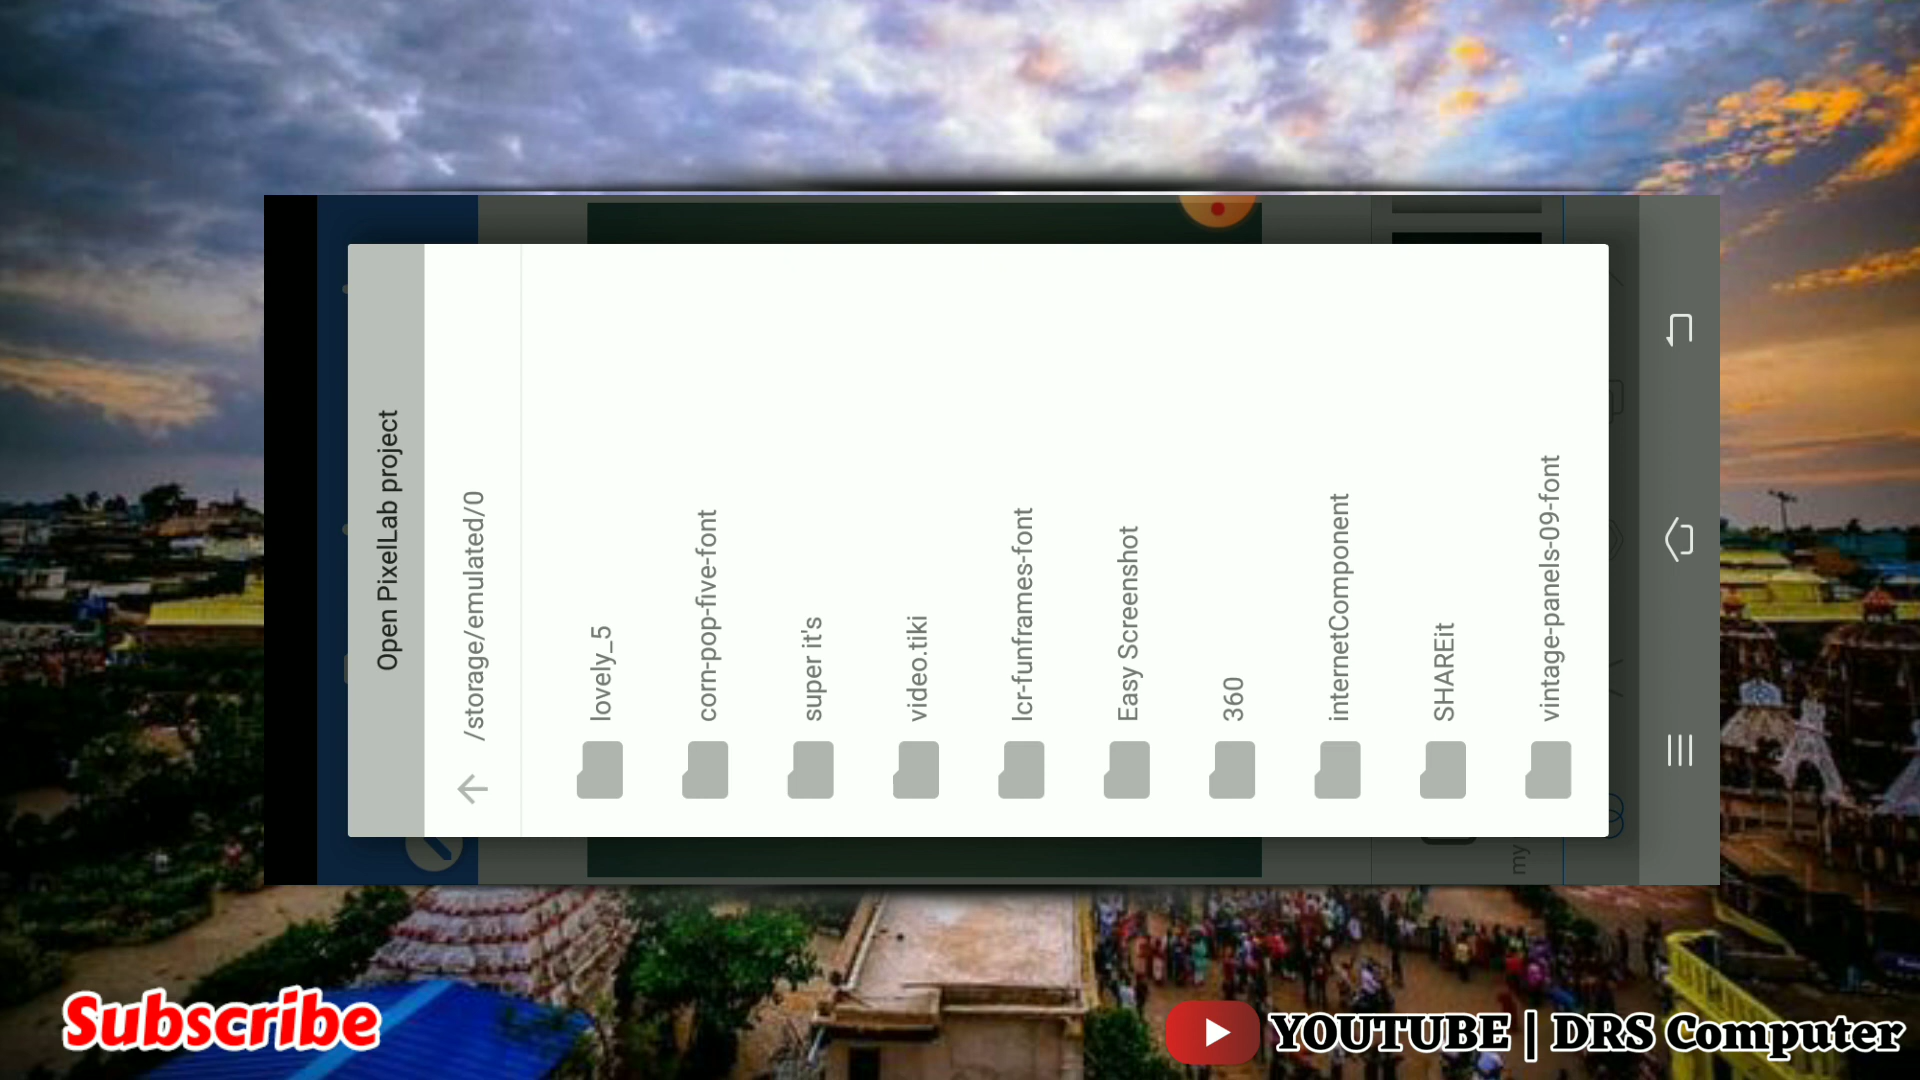 Open PixelLab project
/storage/emulated/0
lovely_5
corn-pop-five-font
super it's
video.tiki
lcr-funframes-font
Easy Screenshot
360
internetComponent
SHAREit
vintage-panels-09-font
my
Subscribe
YOUTUBE | DRS Computer